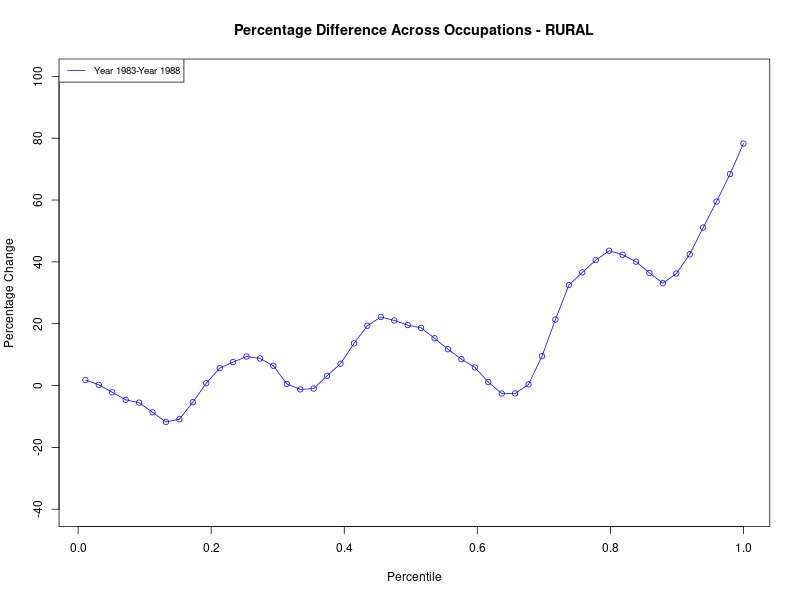 Percentage Difference Across Occupations - RURAL
Year 1983-Year 1988
Percentage Change
100
80
60
40
20
0
-20
-40
0.0 0.2 0.4 0.6 0.8 1.0
Percentile